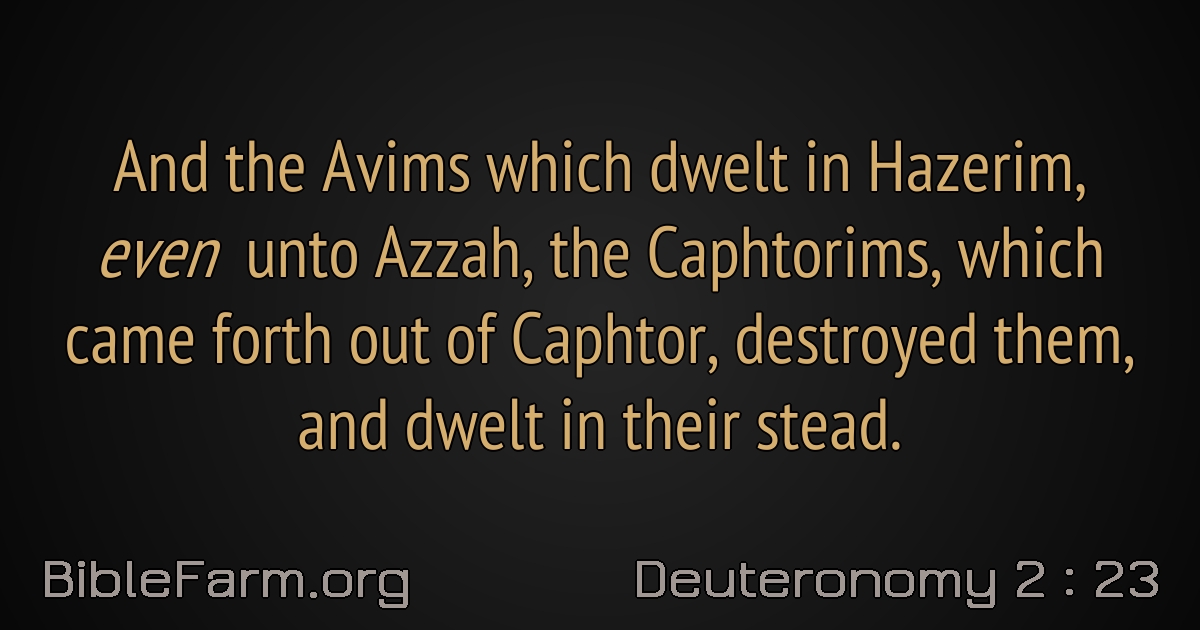 And the Avims which dwelt in Hazerim,
even unto Azzah, the Caphtorims, which
came forth out of Caphtor, destroyed them,
and dwelt in their stead.
BibleFarm.org
Deuteronomy 2 : 23